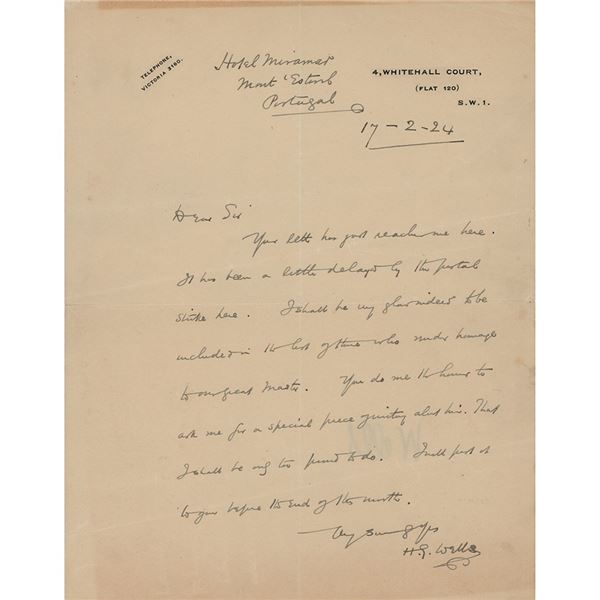 TELEPHONE,
VICTORIA 3160.
Hotel Miramar
Mont 'Estoril
Portugal
4, WHITEHALL COURT,
(FLAT 120)
S.W.1.
17-2-24
Dear Sir
Your letter has just reached me here.
It has been a little delayed by the postal
strike here. I shall be very glad indeed to be
included in the list of those who render homage
to our great Master. You do me the honour to
ask me for a special piece of writing about him. That
I shall be only too proud to do. I will post it
to you before the end of the month.
Very sincerely yours
H.G. Wells